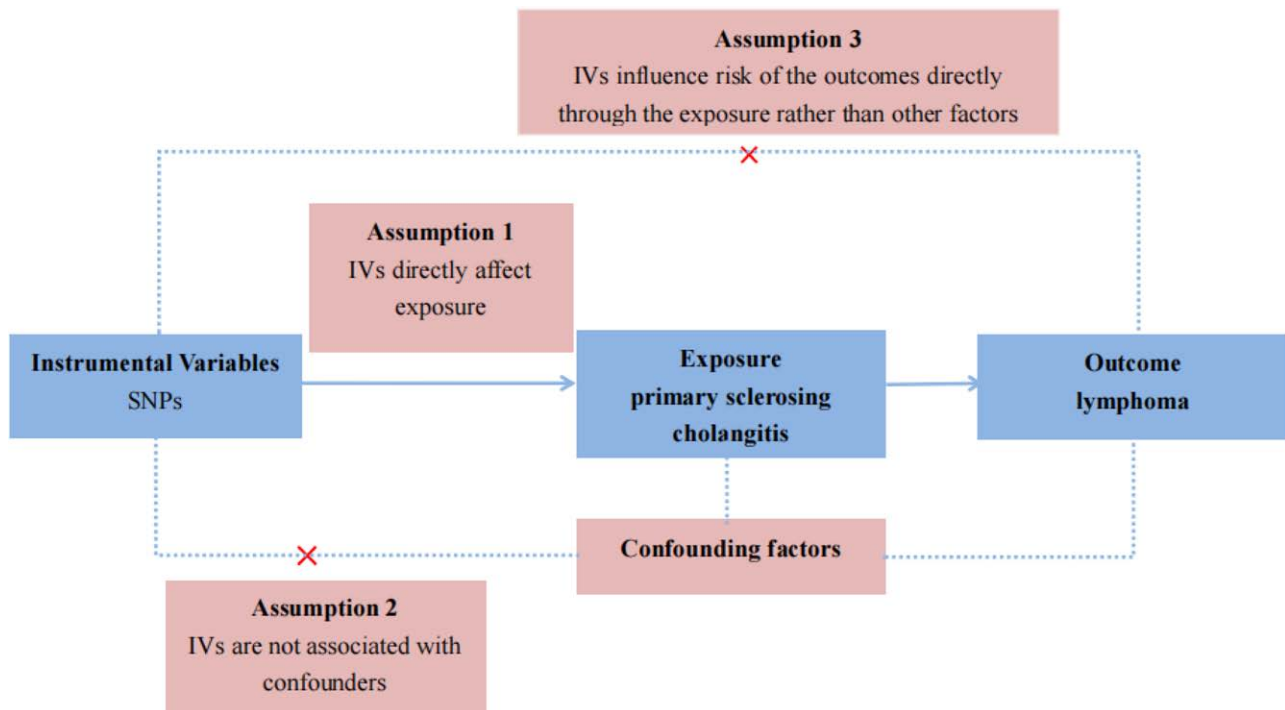 Assumption 3
IVs influence risk of the outcomes directly
through the exposure rather than other factors
Assumption 1
IVs directly affect
exposure
Instrumental Variables
SNPs
Exposure
primary sclerosing
cholangitis
Outcome
lymphoma
Confounding factors
Assumption 2
IVs are not associated with
confounders